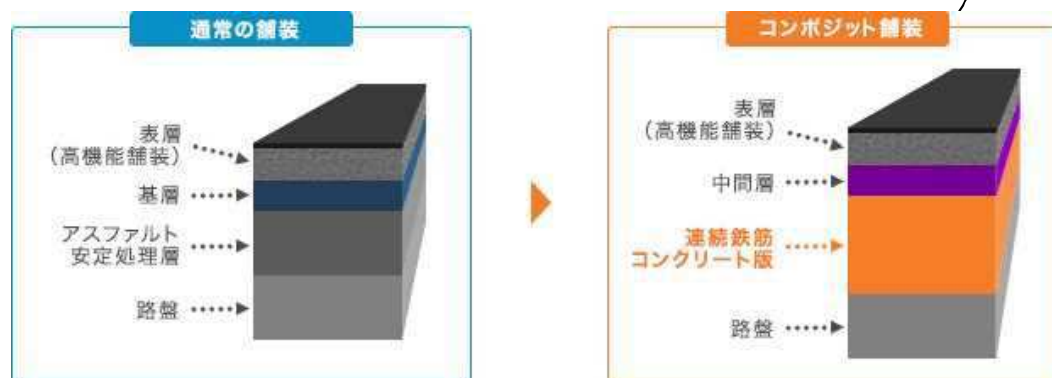 通常の舗装
表層
(高機能舗装)
基層
アスファルト
安定処理層
路盤
コンポジット舗装
表層
(高機能舗装)
中間層
連続鉄筋
コンクリート版
路盤